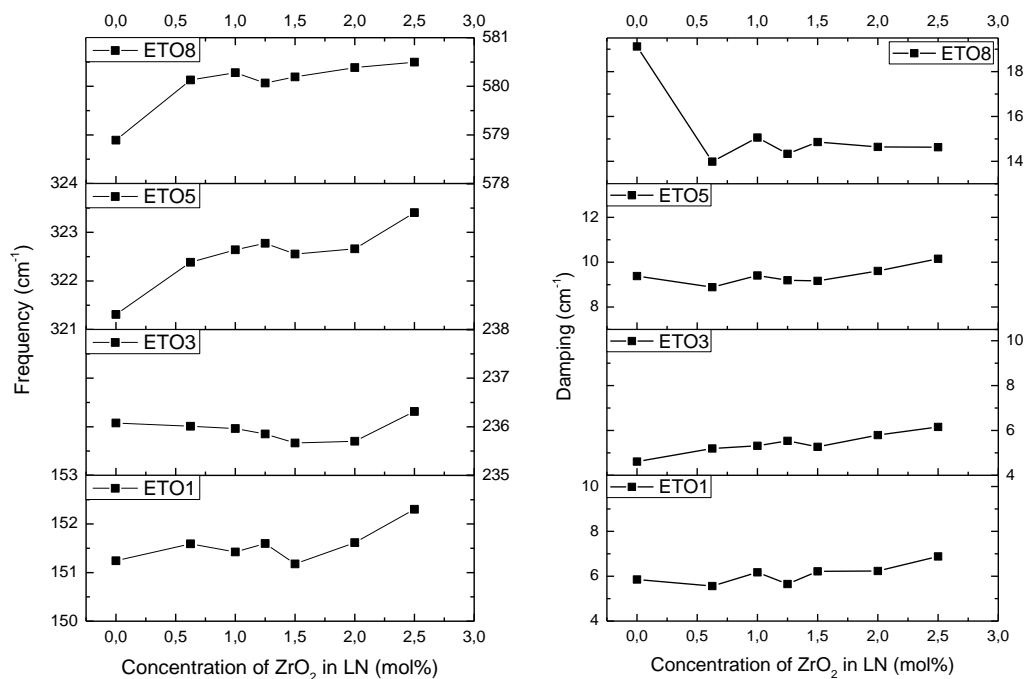 0,0 0,5 1,0 1,5 2,0 2,5 3,0
ETO8
581
580
579
578
324
ETO5
323
322
321
238
ETO3
237
236
235
153
ETO1
152
151
150
0,0 0,5 1,0 1,5 2,0 2,5 3,0
Frequency (cm⁻¹)
Concentration of ZrO₂ in LN (mol%)
0,0 0,5 1,0 1,5 2,0 2,5 3,0
ETO8
18
16
14
ETO5
12
10
8
ETO3
10
8
6
4
ETO1
10
8
6
4
0,0 0,5 1,0 1,5 2,0 2,5 3,0
Damping (cm⁻¹)
Concentration of ZrO₂ in LN (mol%)